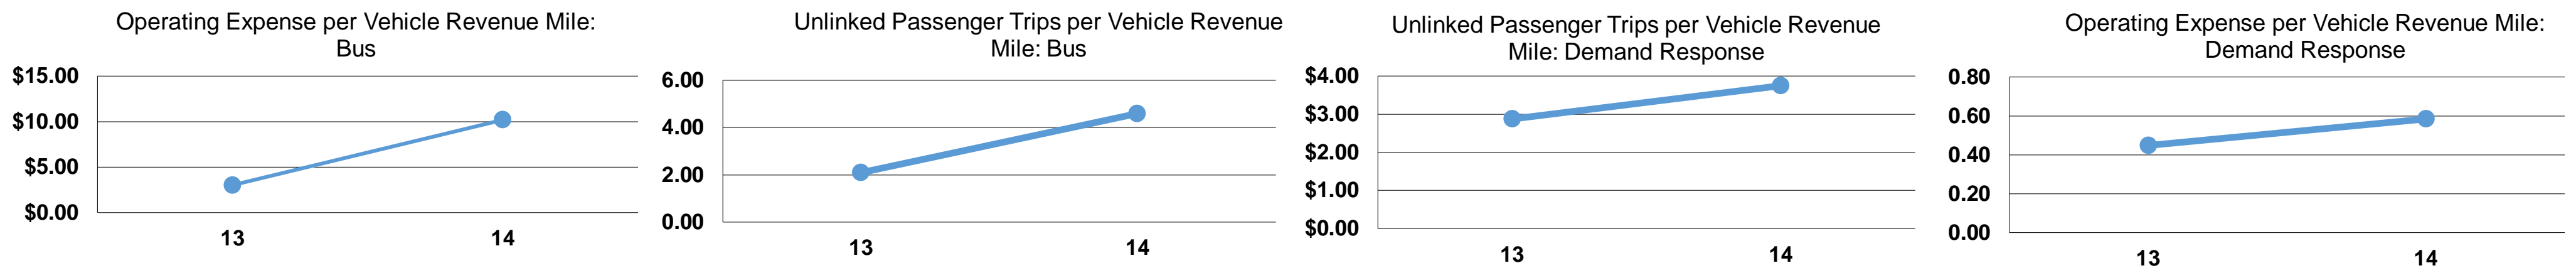 Operating Expense per Vehicle Revenue Mile:
Bus
$15.00
$10.00
$5.00
$0.00
13 14
Unlinked Passenger Trips per Vehicle Revenue
Mile: Bus
6.00
4.00
2.00
0.00
13 14
Unlinked Passenger Trips per Vehicle Revenue
Mile: Demand Response
$4.00
$3.00
$2.00
$1.00
$0.00
13 14
Operating Expense per Vehicle Revenue Mile:
Demand Response
0.80
0.60
0.40
0.20
0.00
13 14